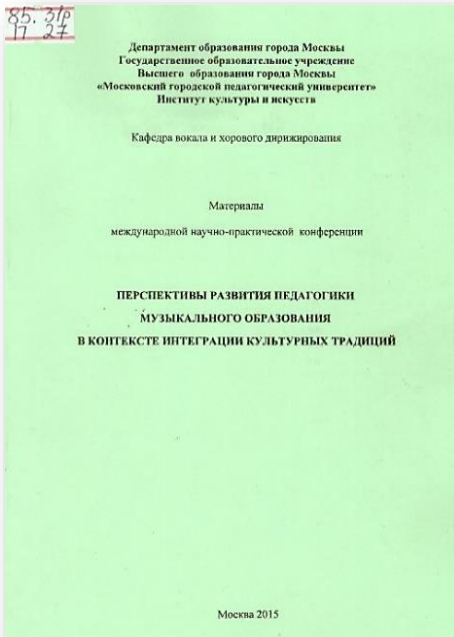 85. 31р
П 27
Департамент образования города Москвы
Государственное образовательное учреждение
Высшего образования города Москвы
«Московский городской педагогический университет»
Институт культуры и искусств
Кафедра вокала и хорового дирижирования
Материалы
международной научно-практической конференции
ПЕРСПЕКТИВЫ РАЗВИТИЯ ПЕДАГОГИКИ
МУЗЫКАЛЬНОГО ОБРАЗОВАНИЯ
В КОНТЕКСТЕ ИНТЕГРАЦИИ КУЛЬТУРНЫХ ТРАДИЦИЙ
Москва 2015